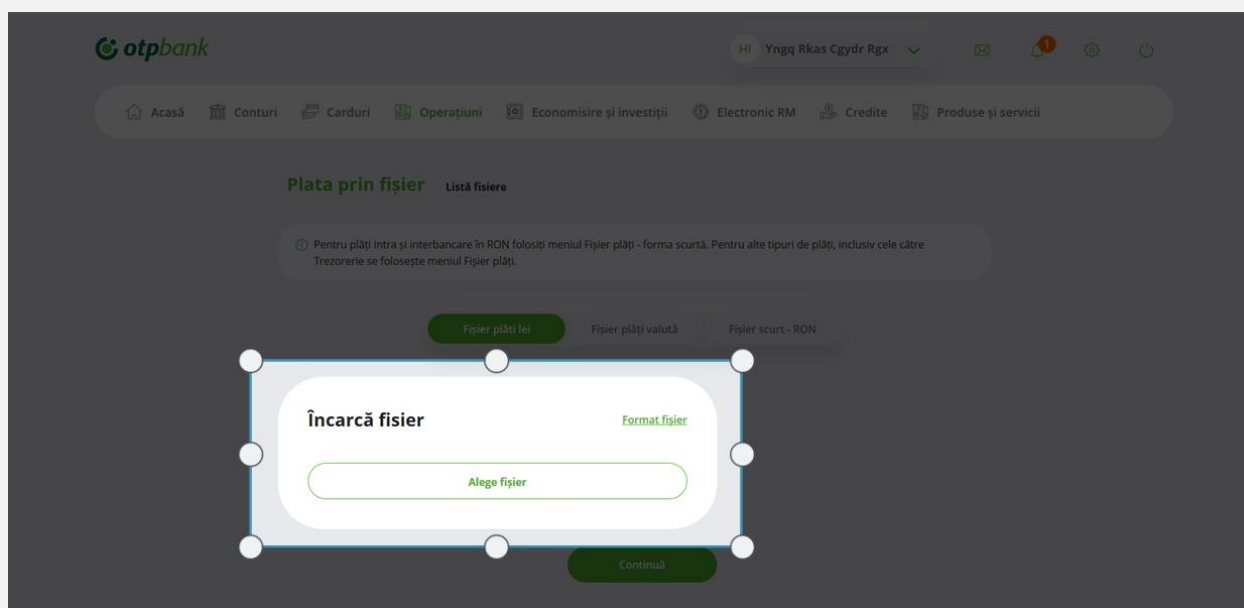 otpbank
HI Yngq Rkas Cgydr Rgx
1
Acasă Conturi Carduri Operațiuni Economisire și investiții Electronic RM Credite Produse și servicii
Plata prin fișier Listă fisiere
Pentru plăți intra și interbancare în RON folosiți meniul Fișier plăți - forma scurtă. Pentru alte tipuri de plăți, inclusiv cele către
Trezorerie se folosește meniul Fișier plăți.
Fișier plăti lei Fișier plăți valută Fișier scurt - RON
Încarcă fisier Format fișier
Alege fișier
Continuă